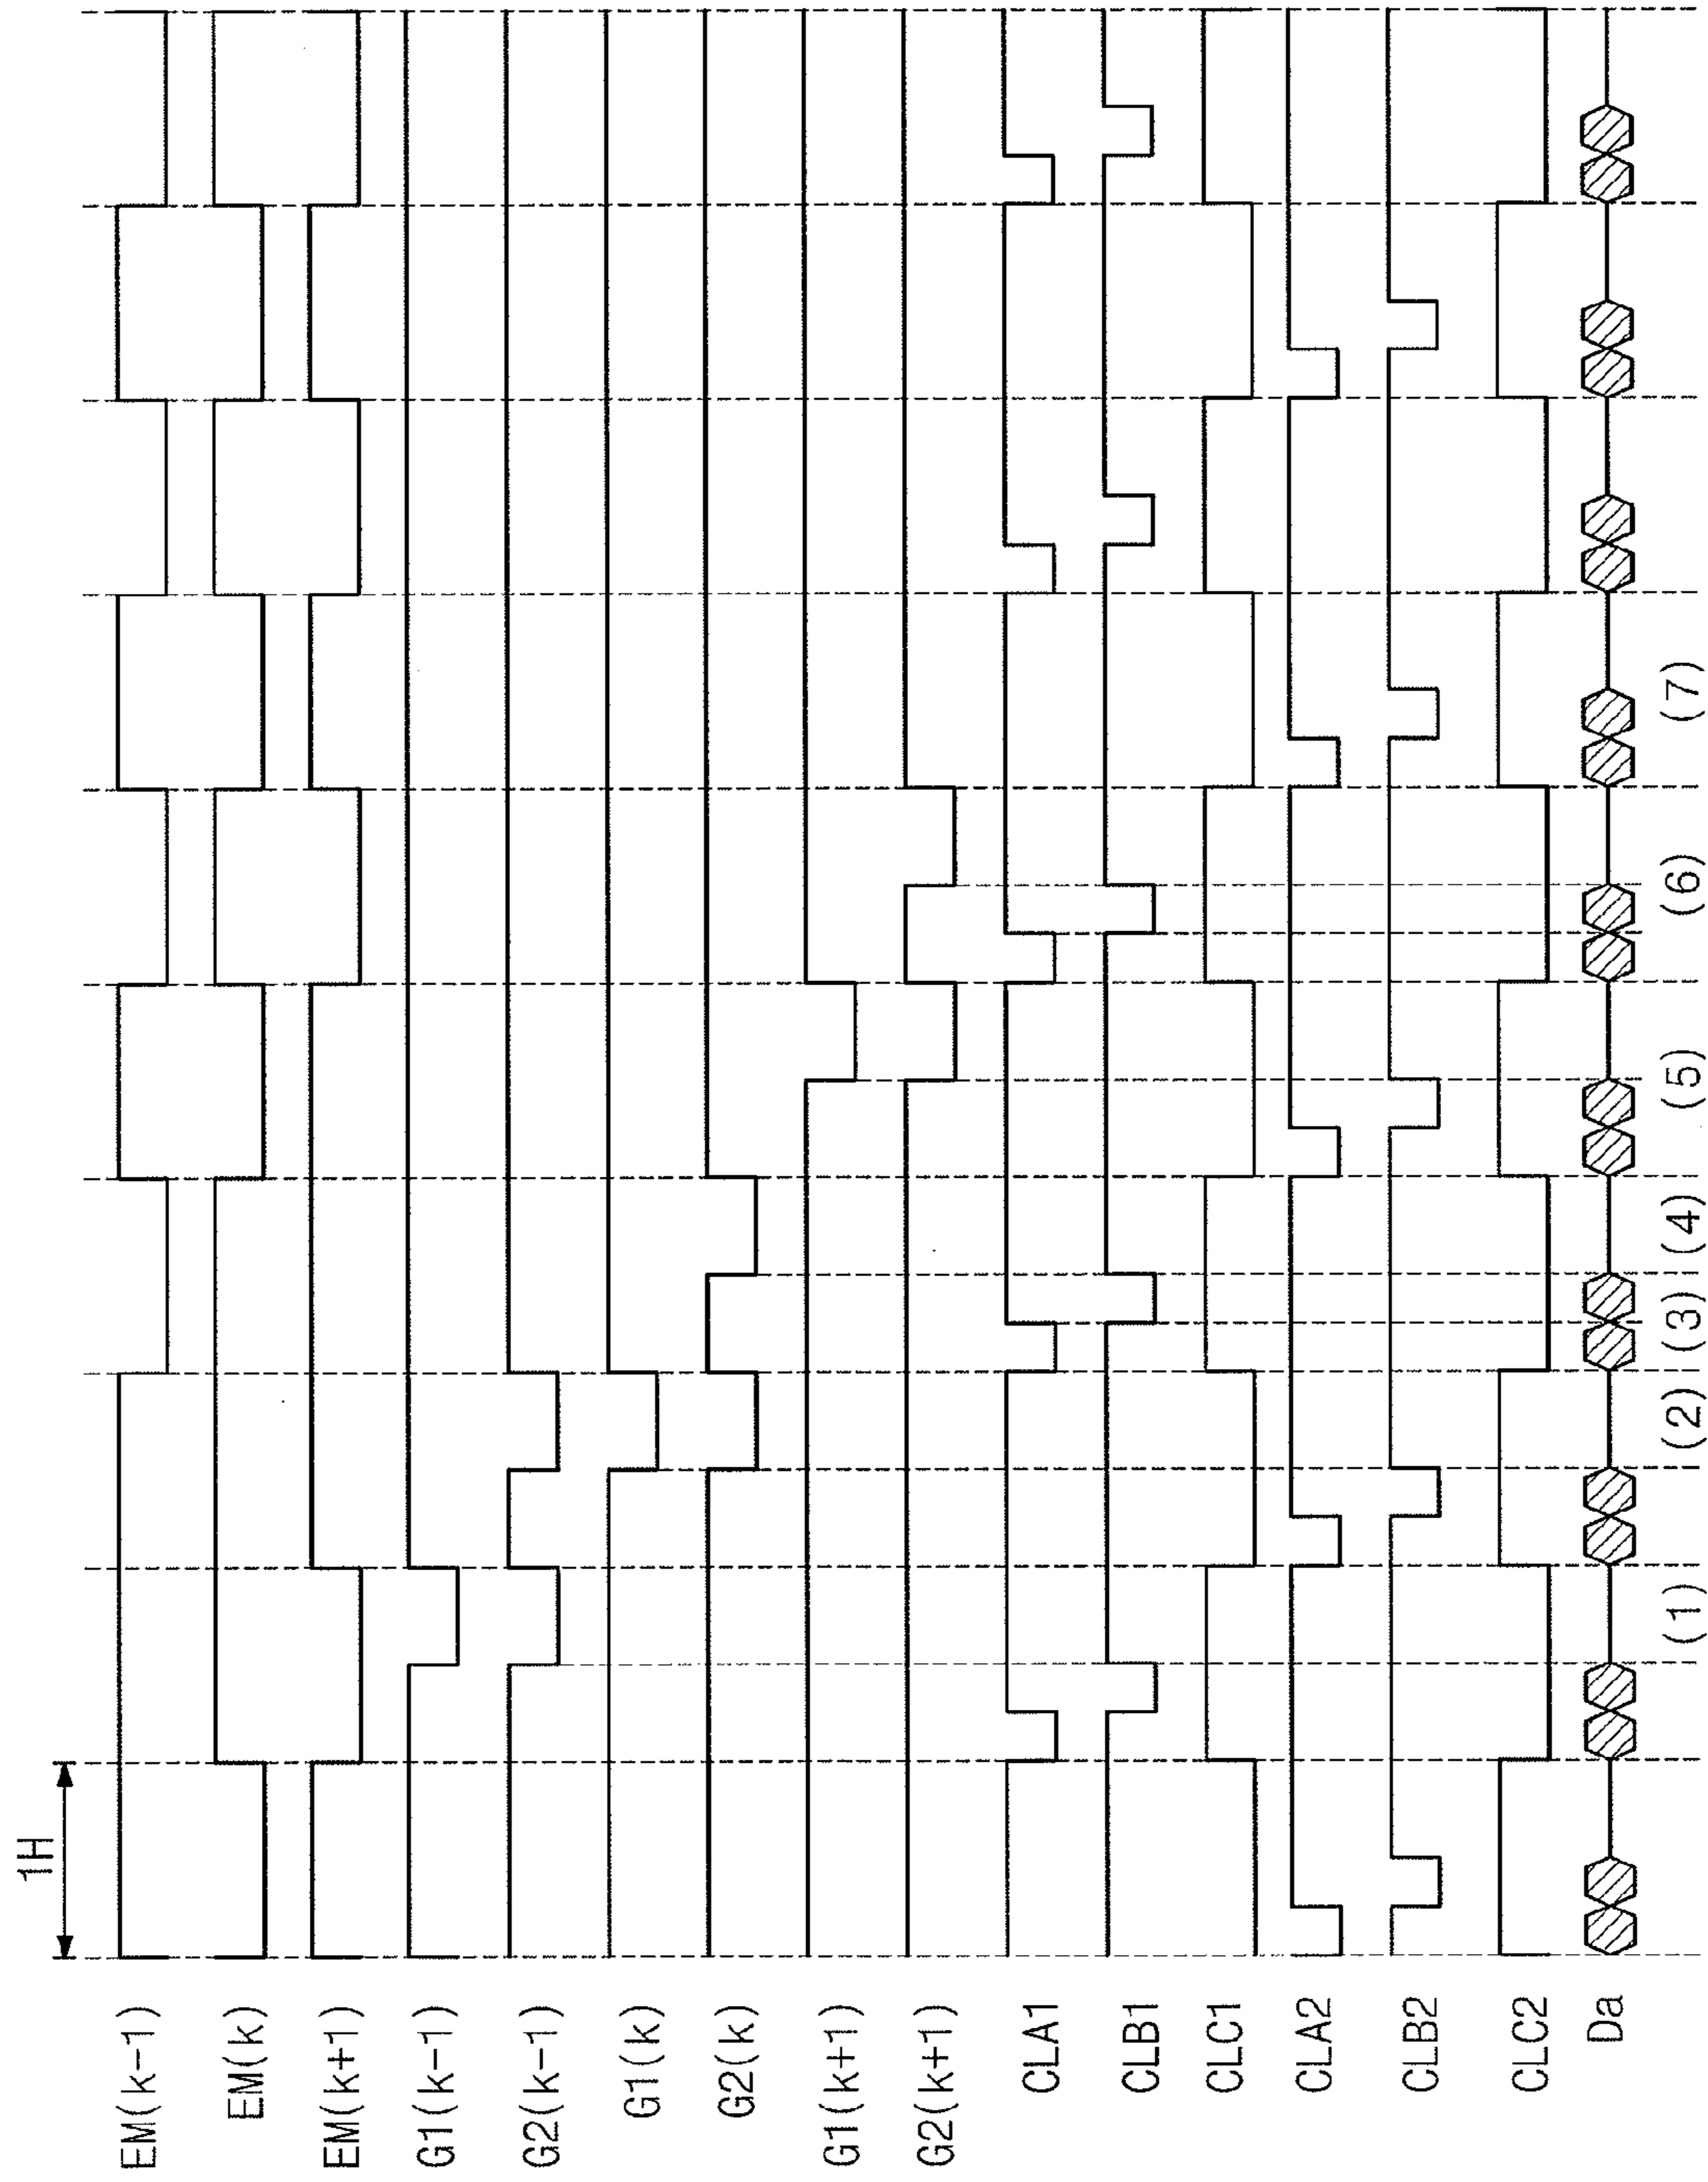 1H
EM(k-1)
EM(k)
EM(k+1)
G1(k-1)
G2(k-1)
G1(k)
G2(k)
G1(k+1)
G2(k+1)
CLA1
CLB1
CLC1
CLA2
CLB2
CLC2
Da
(1) (2) (3) (4) (5) (6) (7)